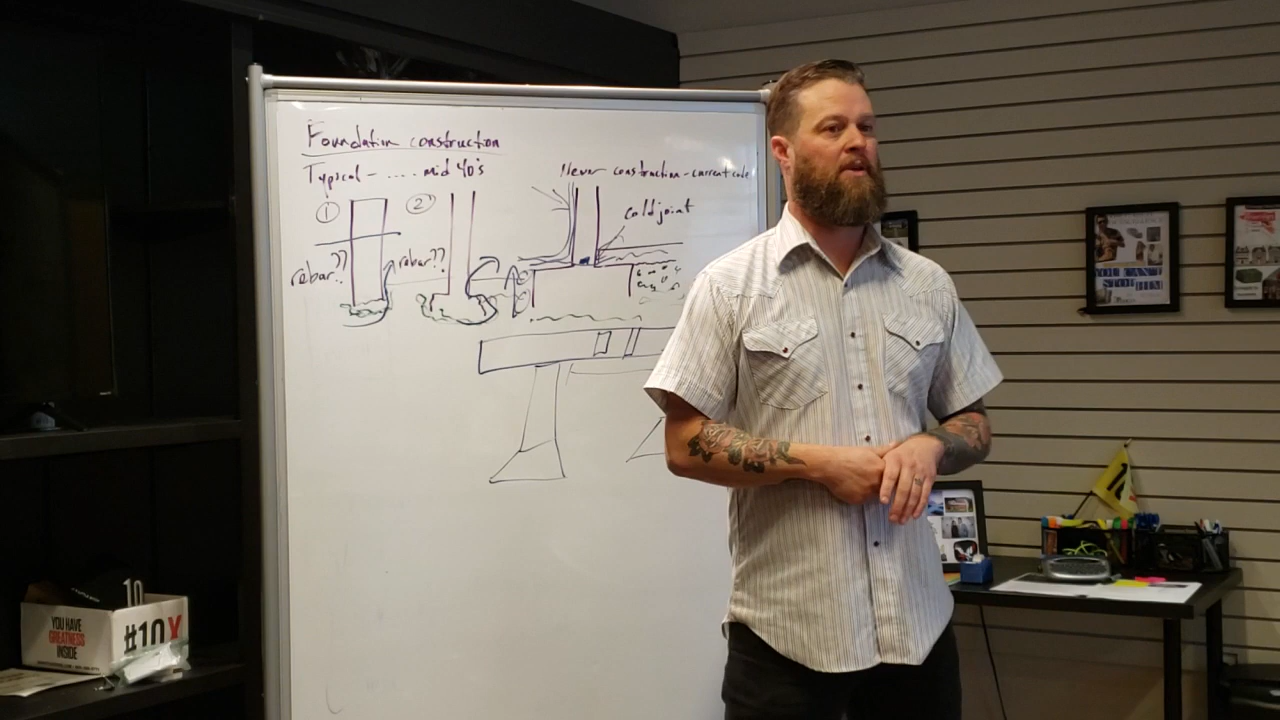 Foundation construction
Typical - .... mid 40's
Newer construction - current code
1
2
cold joint
rebar??
rebar??
10
YOU HAVE
GREATNESS
INSIDE
#10X